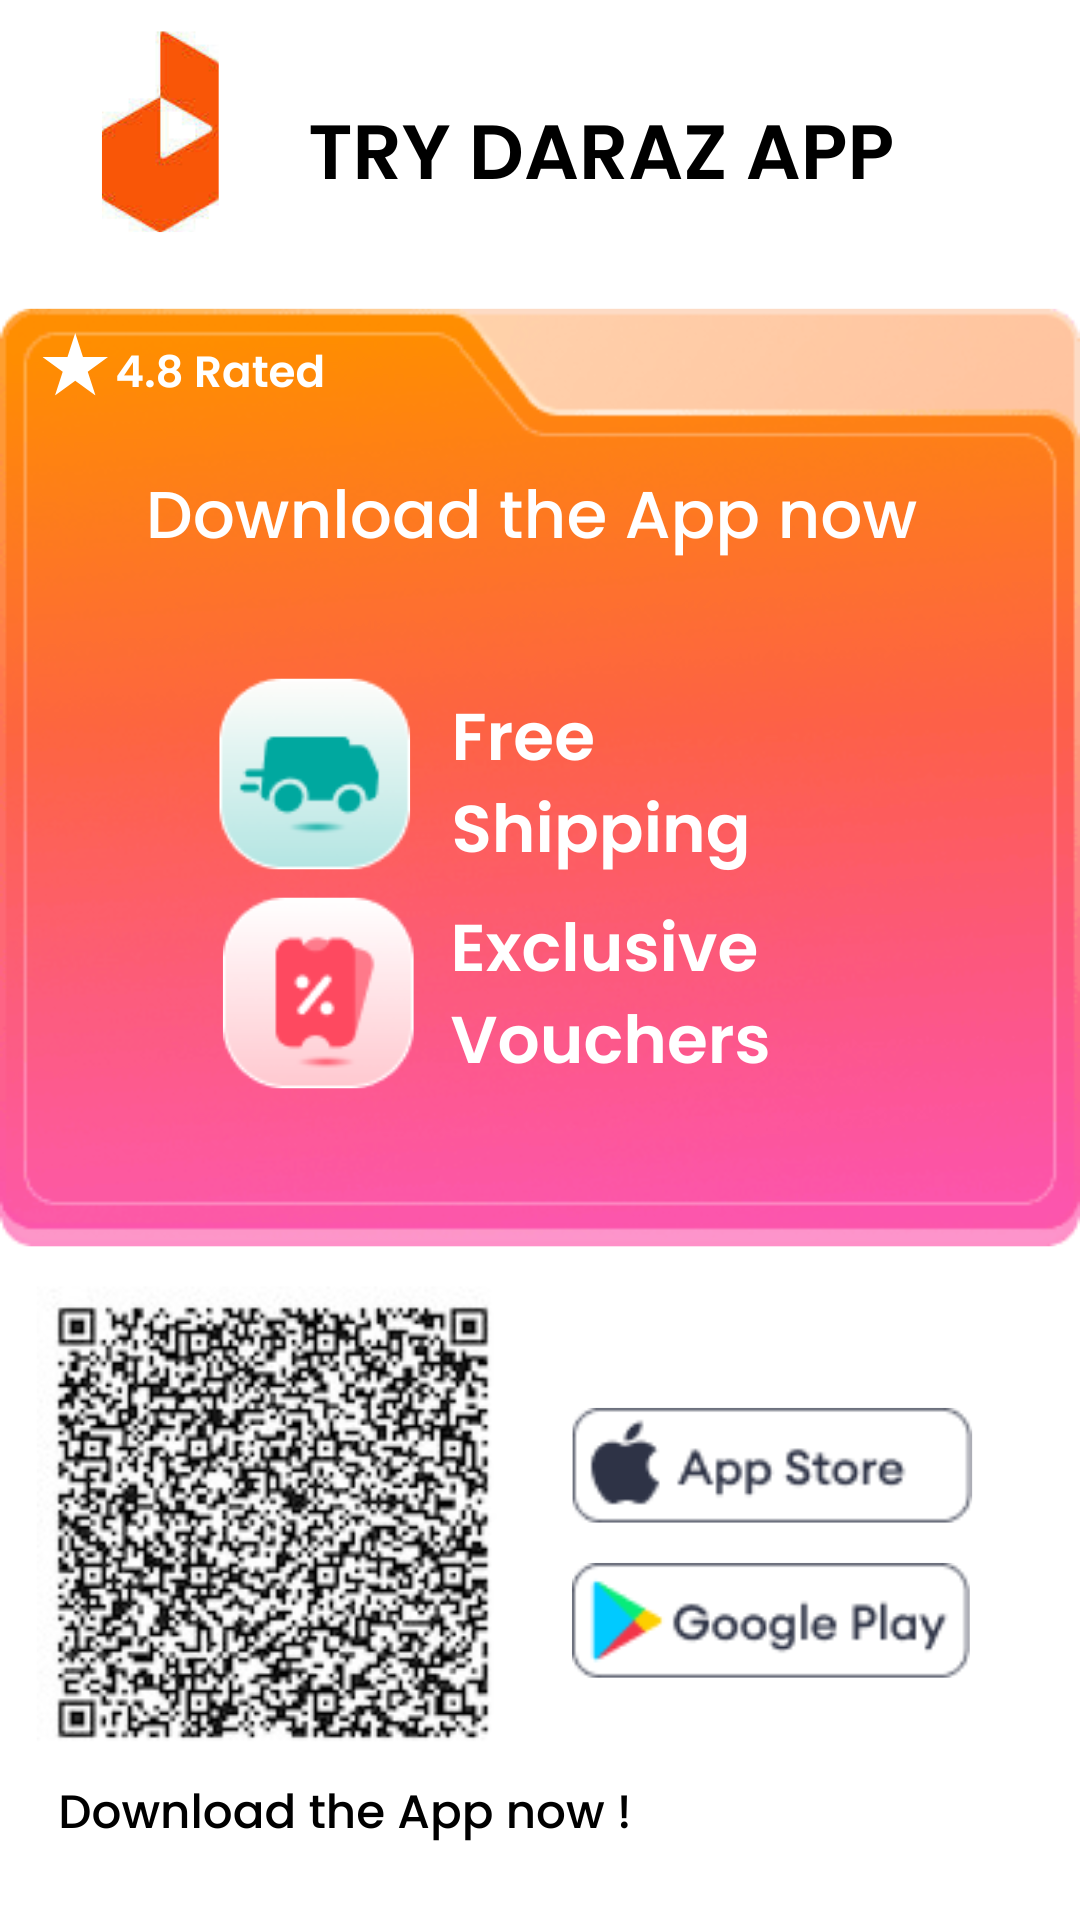 TRY DARAZ APP
4.8 Rated
Download the App now
Free
Shipping
Exclusive
Vouchers
App Store
Google Play
Download the App now !